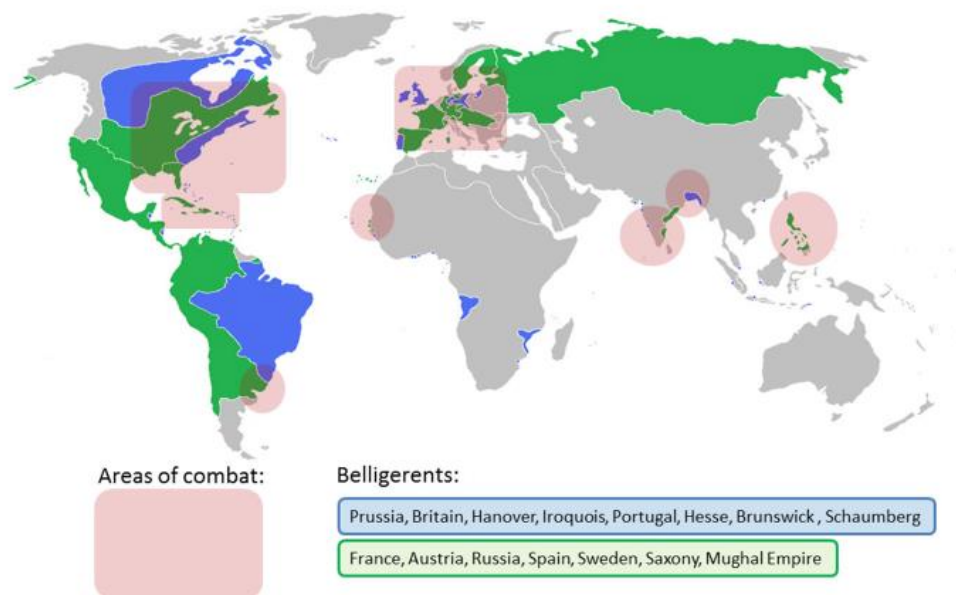 Areas of combat:
Belligerents:
Prussia, Britain, Hanover, Iroquois, Portugal, Hesse, Brunswick , Schaumberg
France, Austria, Russia, Spain, Sweden, Saxony, Mughal Empire